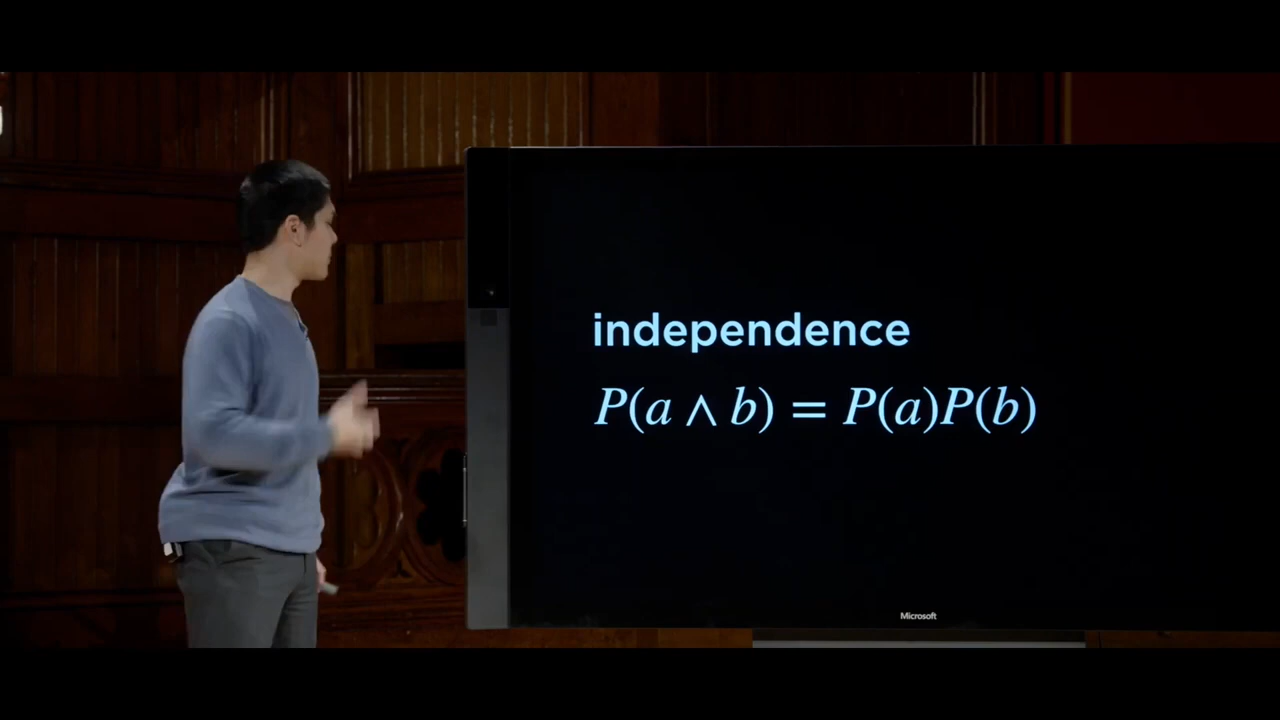 independence
P(a ∧ b) = P(a)P(b)
Microsoft